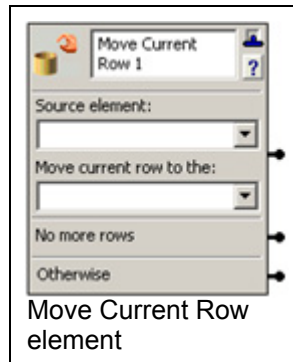 Move Current
Row 1
?
Source element:
Move current row to the:
No more rows
Otherwise
Move Current Row
element